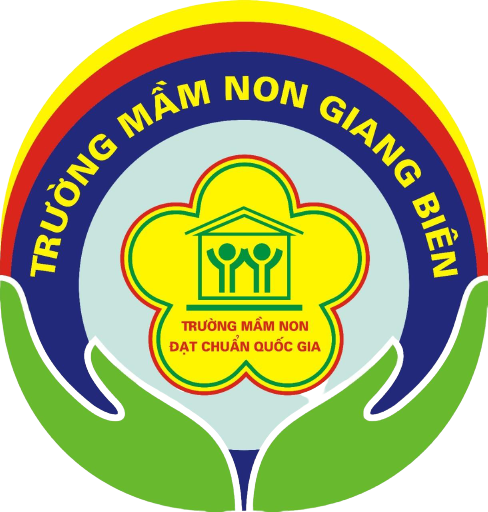 TRƯỜNG MẦM NON GIANG BIÊN
TRƯỜNG MẦM NON
ĐẠT CHUẨN QUỐC GIA